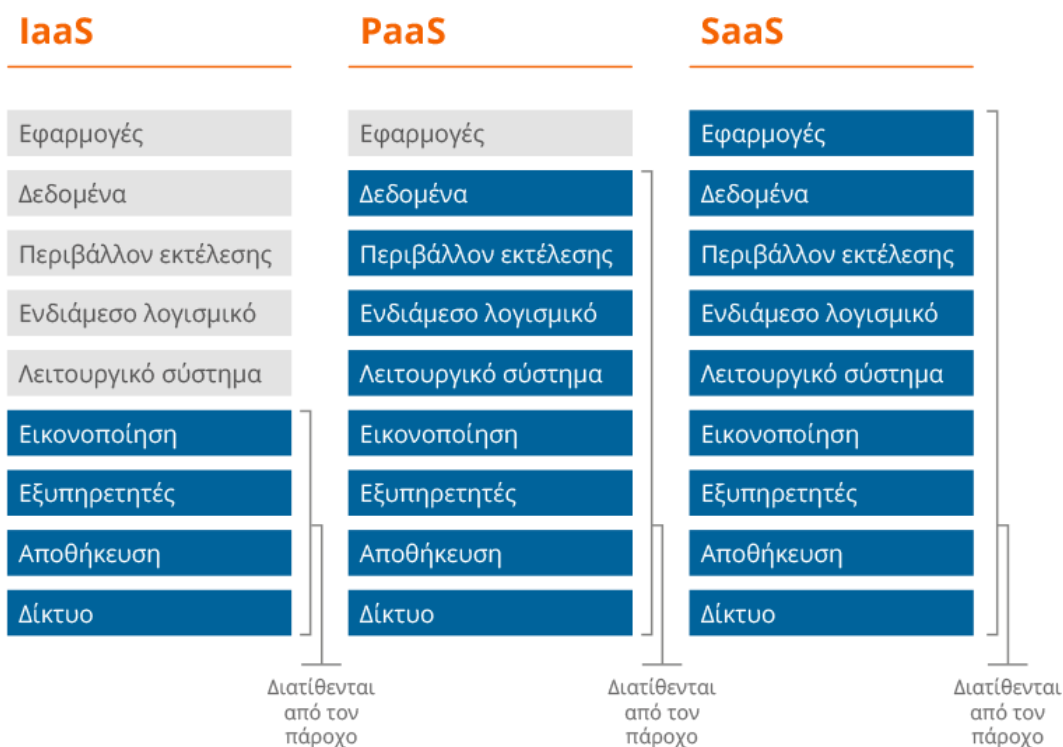 IaaS
Εφαρμογές
Δεδομένα
Περιβάλλον εκτέλεσης
Ενδιάμεσο λογισμικό
Λειτουργικό σύστημα
Εικονοποίηση
Εξυπηρετητές
Αποθήκευση
Δίκτυο
Διατίθενται
από τον
πάροχο
PaaS
Εφαρμογές
Δεδομένα
Περιβάλλον εκτέλεσης
Ενδιάμεσο λογισμικό
Λειτουργικό σύστημα
Εικονοποίηση
Εξυπηρετητές
Αποθήκευση
Δίκτυο
Διατίθενται
από τον
πάροχο
SaaS
Εφαρμογές
Δεδομένα
Περιβάλλον εκτέλεσης
Ενδιάμεσο λογισμικό
Λειτουργικό σύστημα
Εικονοποίηση
Εξυπηρετητές
Αποθήκευση
Δίκτυο
Διατίθενται
από τον
πάροχο